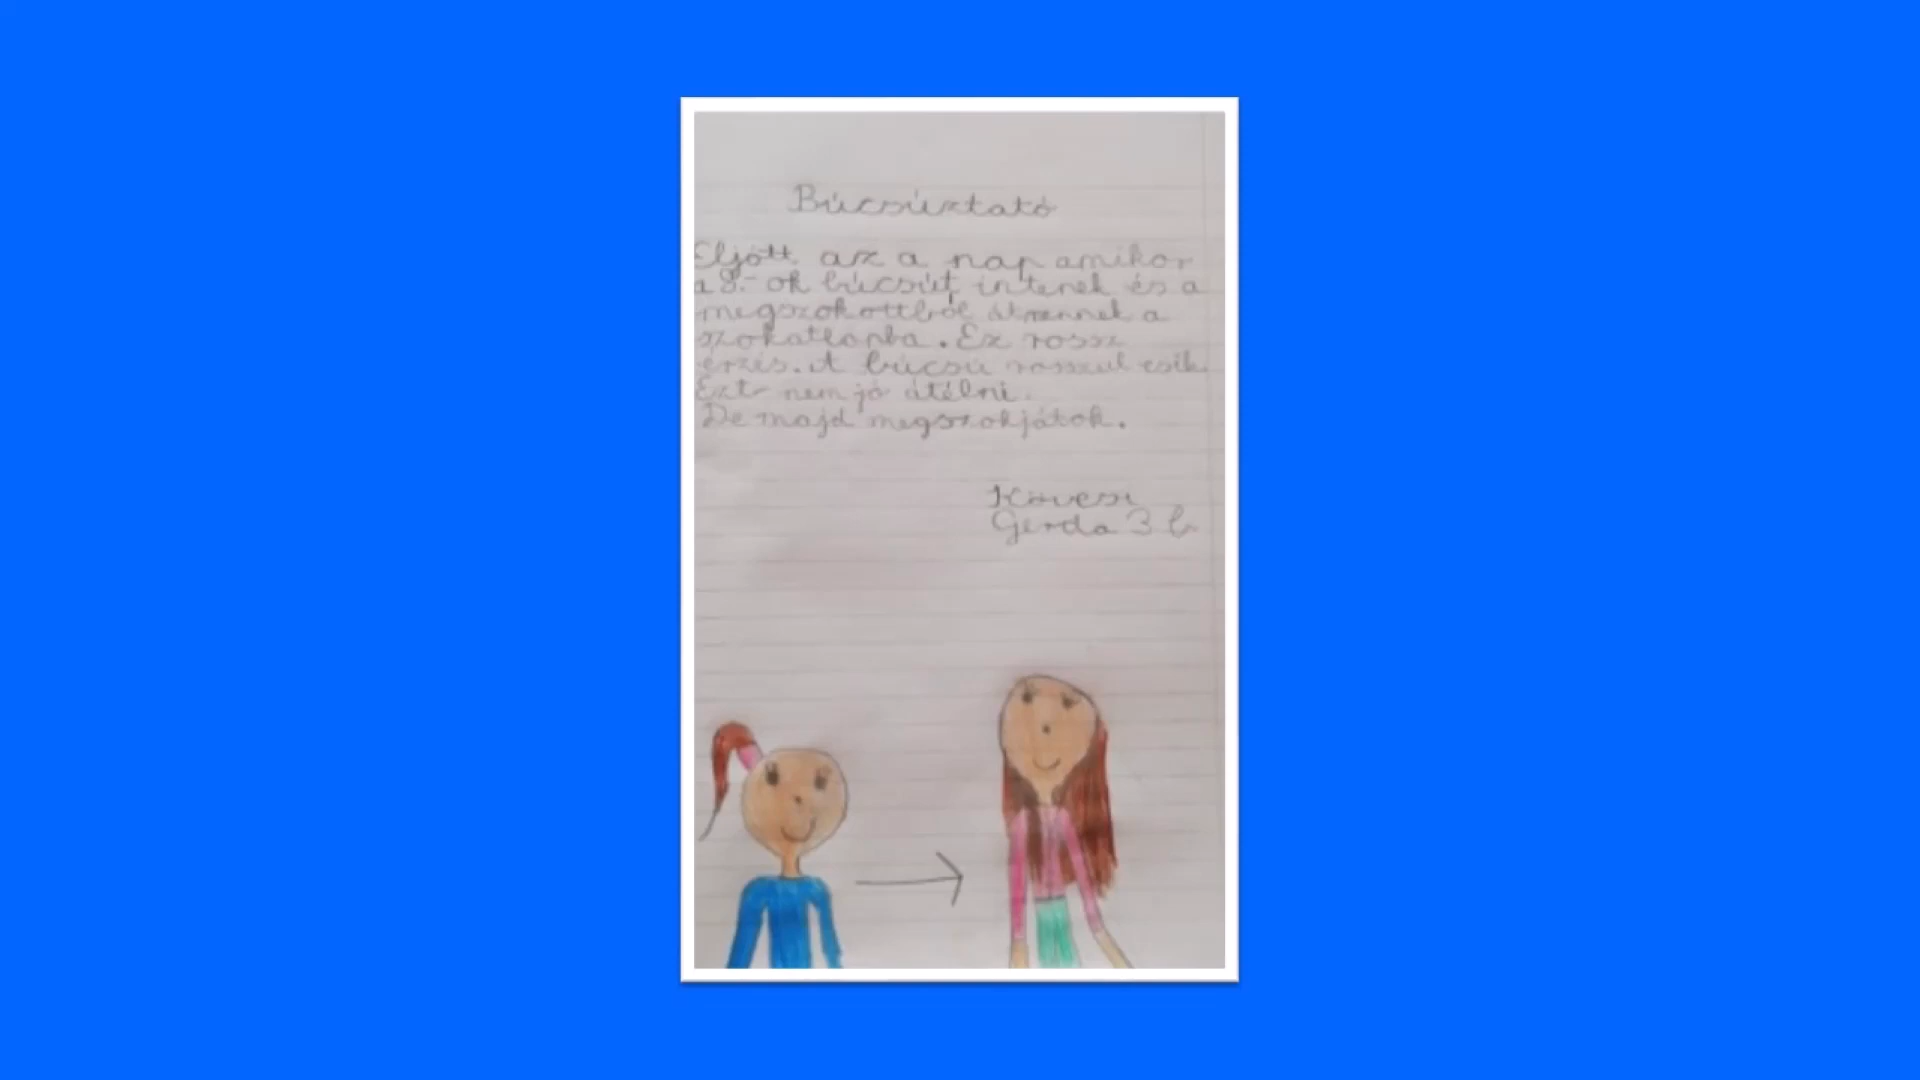 Búcsúztató
Eljött az a nap amikor
a 8.-ok búcsút intenek és a
megszokottból átmennek a
szokatlanba. Ez rossz
érzés. A búcsú rosszul esik.
Ezt nem jó átélni.
De majd megszokjátok.
Kövesi
Gerda 3 b